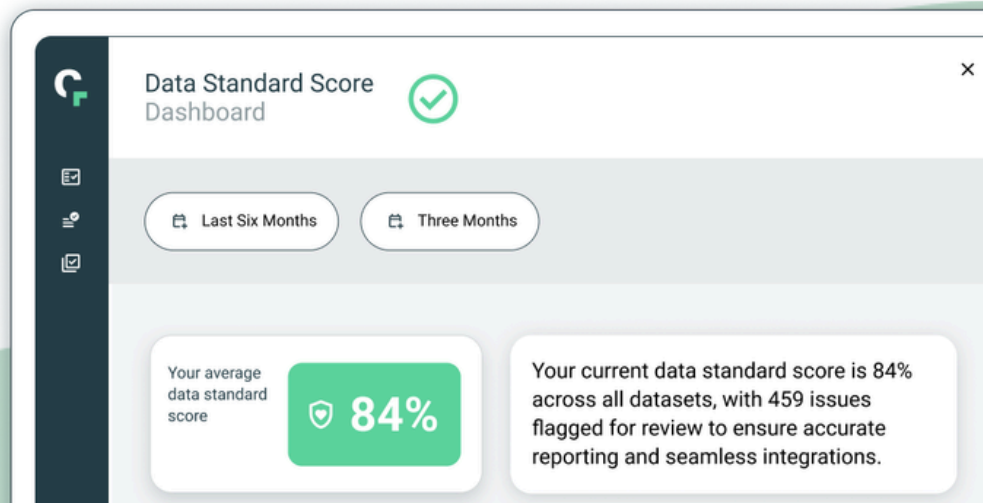 Data Standard Score
Dashboard
Last Six Months
Three Months
Your average
data standard
score
84%
Your current data standard score is 84%
across all datasets, with 459 issues
flagged for review to ensure accurate
reporting and seamless integrations.